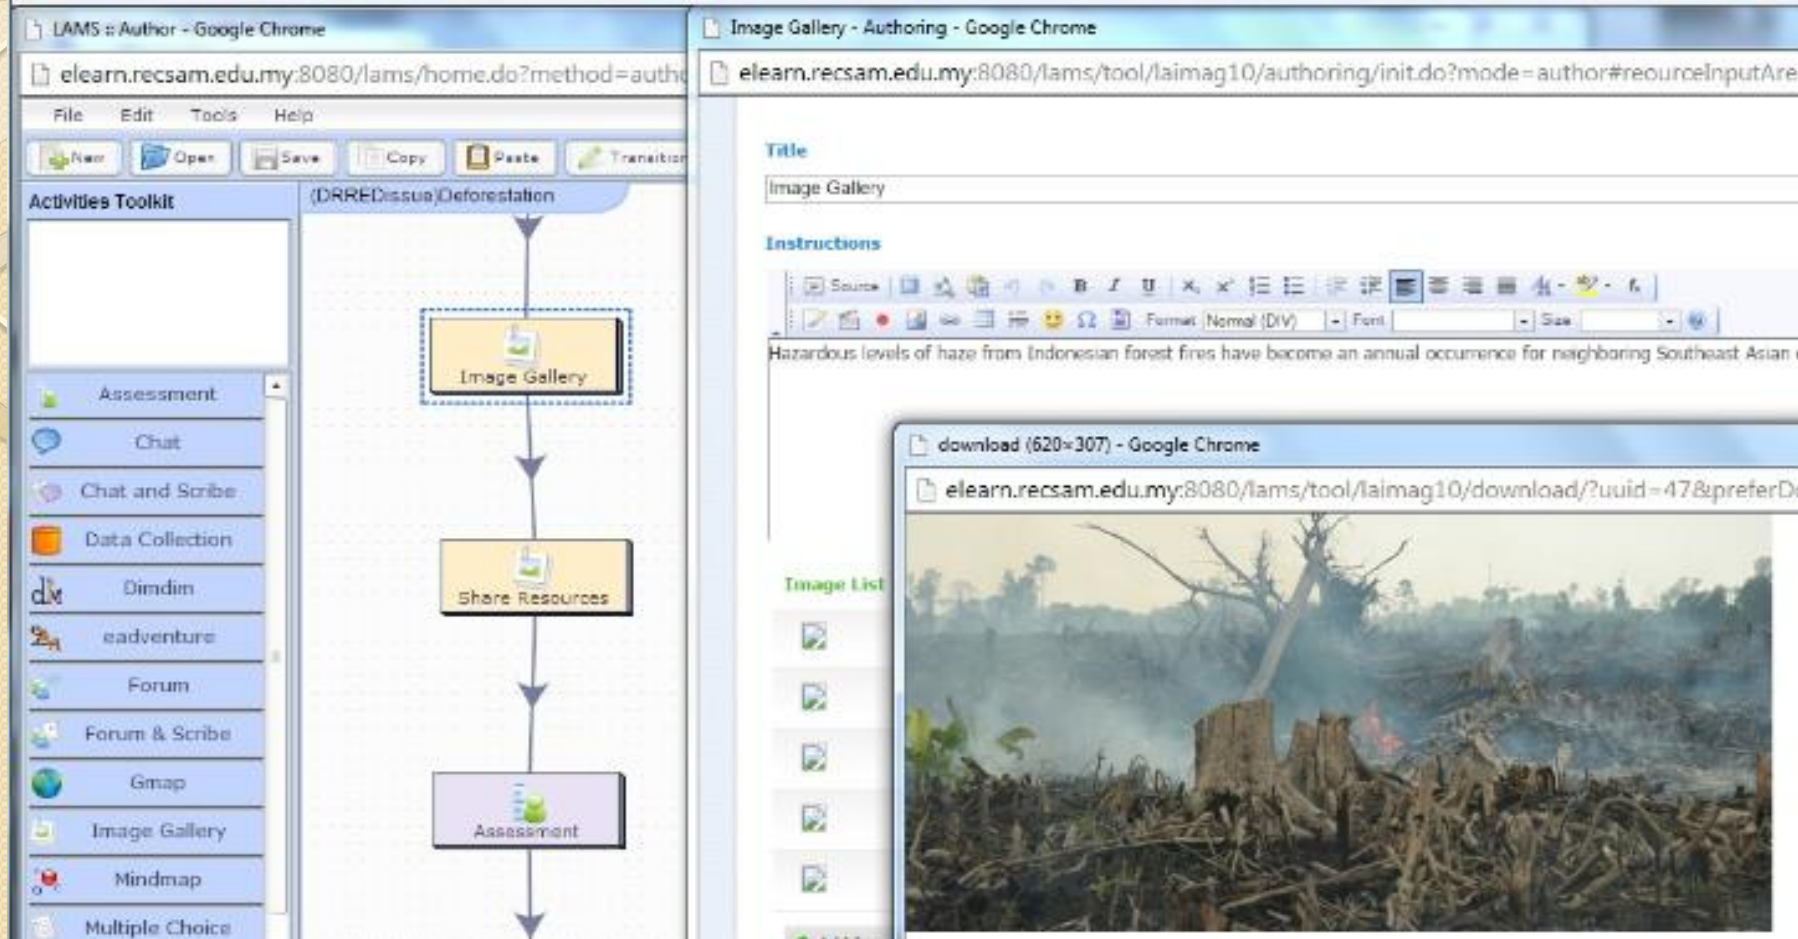 LAMS :: Author - Google Chrome
elearn.recsam.edu.my:8080/lams/home.do?method=autho
File Edit Tools Help
New Open Save Copy Paste Transition
Activities Toolkit
Assessment
Chat
Chat and Scribe
Data Collection
Dimdim
eadventure
Forum
Forum & Scribe
Gmap
Image Gallery
Mindmap
Multiple Choice
(DRREDissue)Deforestation
Image Gallery
Share Resources
Assessment
Image Gallery - Authoring - Google Chrome
elearn.recsam.edu.my:8080/lams/tool/laimag10/authoring/init.do?mode=author#reourceInputAre
Title
Image Gallery
Instructions
Source B I U
Format Normal (DIV) Font Size
Hazardous levels of haze from Indonesian forest fires have become an annual occurrence for neighboring Southeast Asian
Image List
download (620×307) - Google Chrome
elearn.recsam.edu.my:8080/lams/tool/laimag10/download/?uuid=47&preferDo